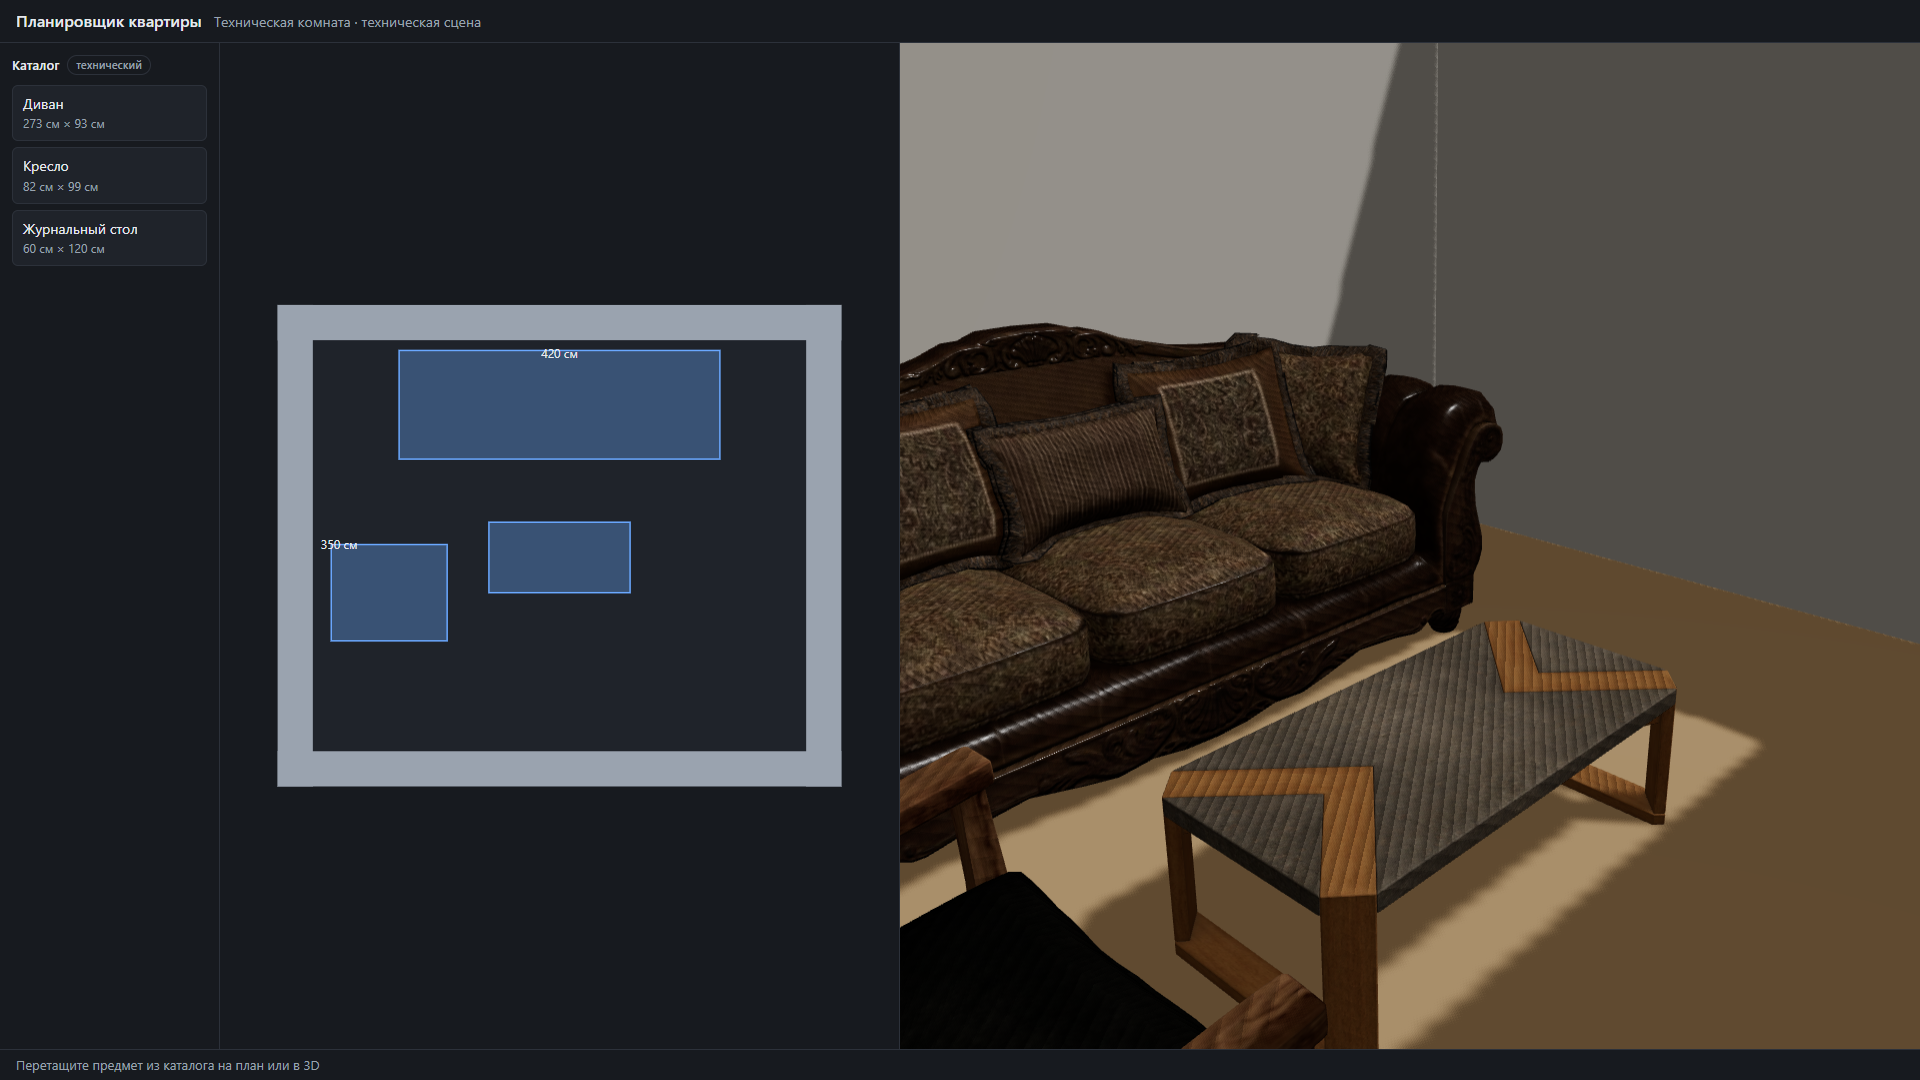 Планировщик квартиры Техническая комната · техническая сцена
Каталог технический
Диван
273 см × 93 см
Кресло
82 см × 99 см
Журнальный стол
60 см × 120 см
420 см
350 см
Перетащите предмет из каталога на план или в 3D